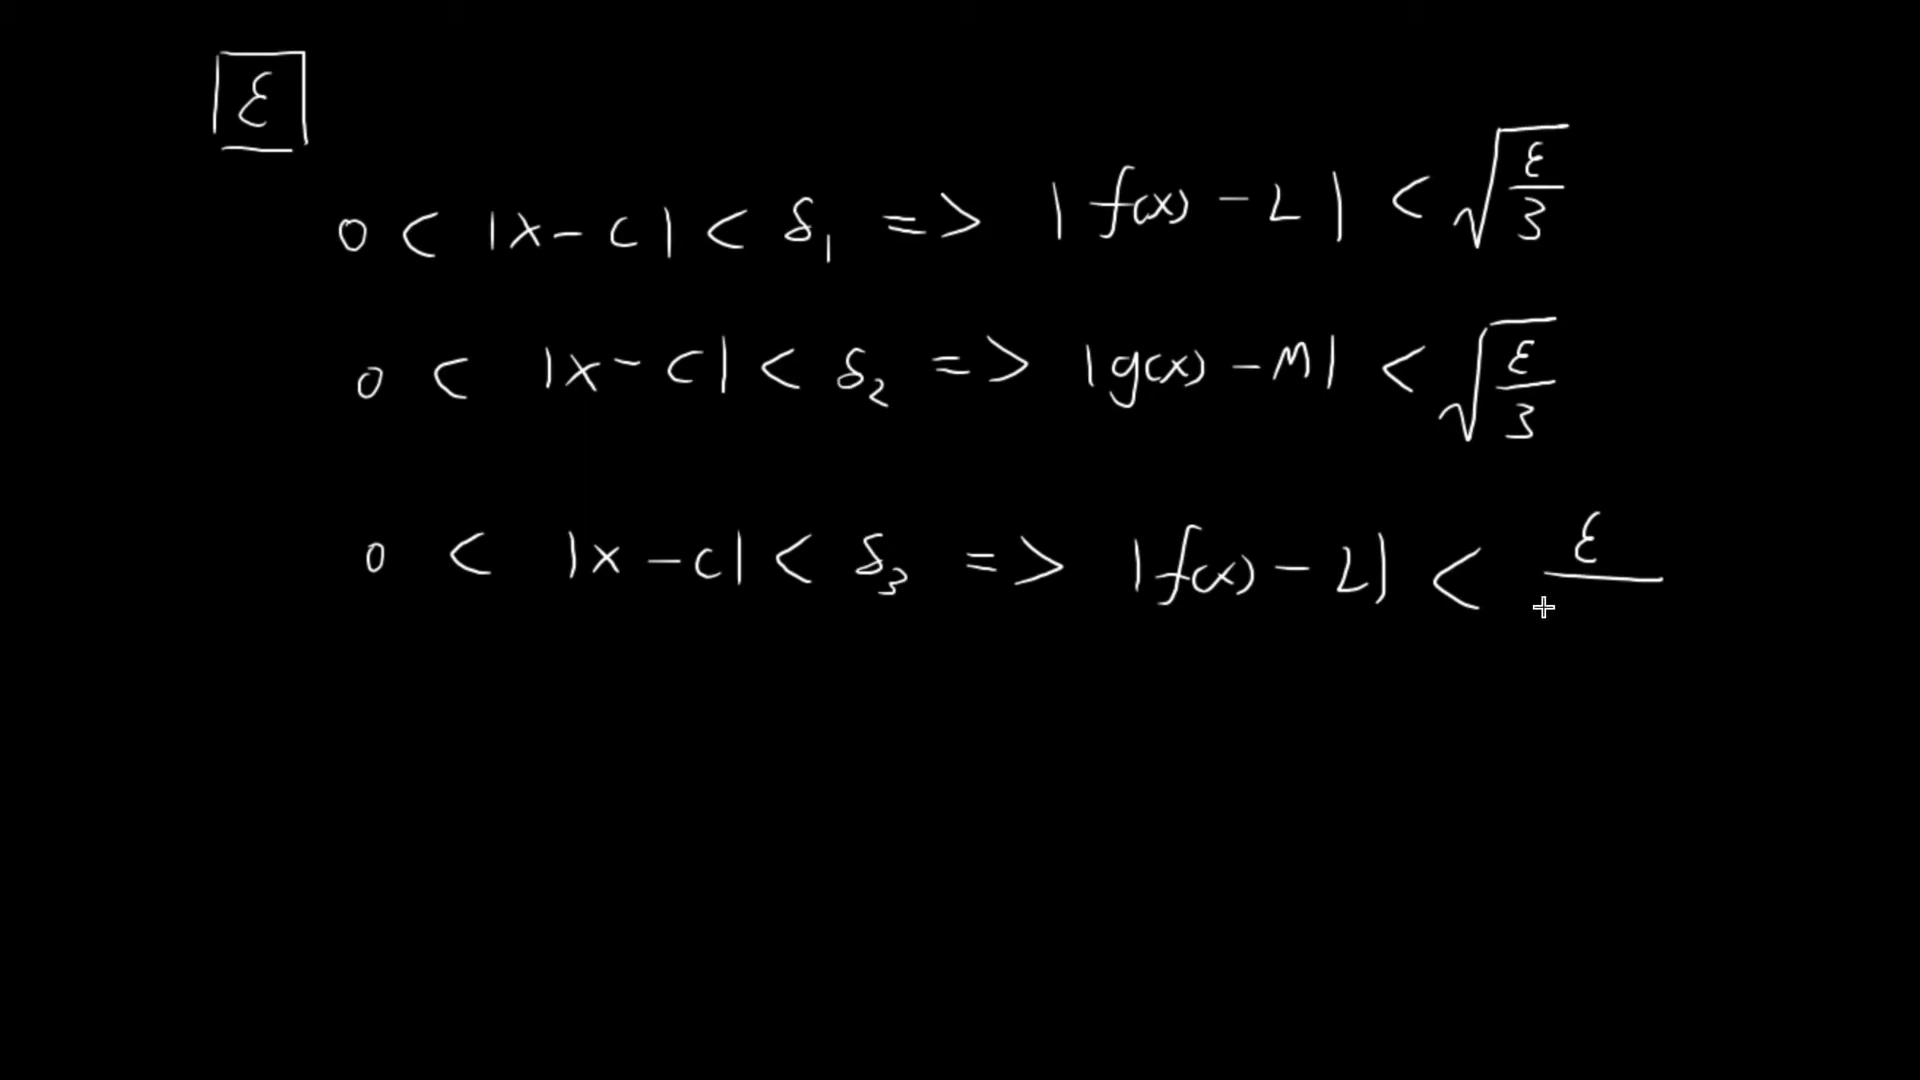 ε
0 < |x - c| < δ₁ => |f(x) - L| < √(ε/3)
0 < |x - c| < δ₂ => |g(x) - M| < √(ε/3)
0 < |x - c| < δ₃ => |f(x) - L| < ε/